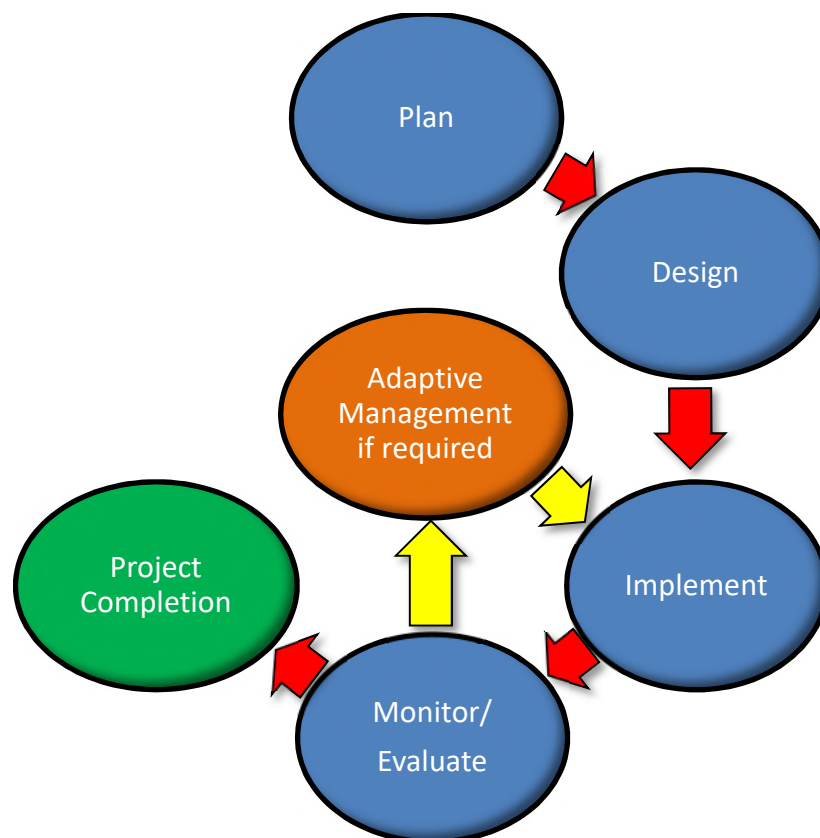 Plan
Design
Adaptive
Management
if required
Project
Completion
Implement
Monitor/
Evaluate